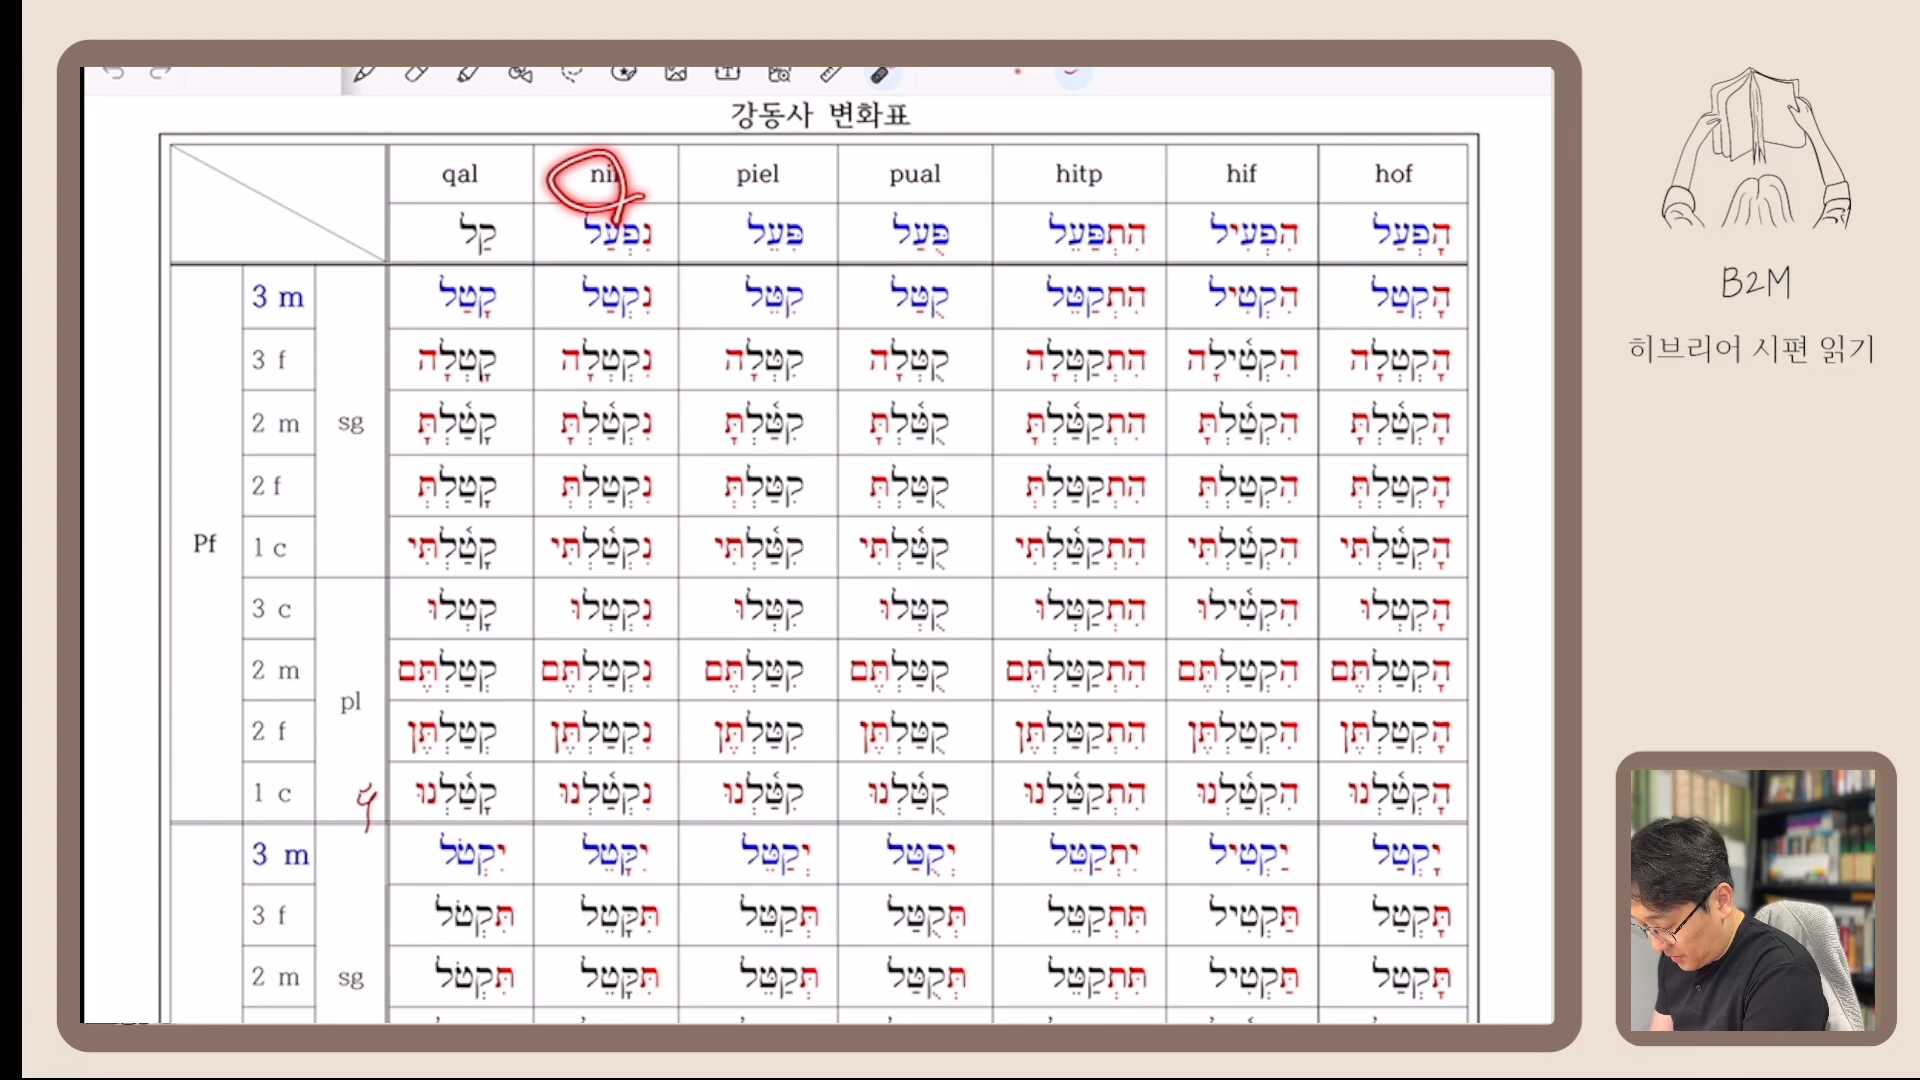 강동사 변화표
qal nif piel pual hitp hif hof
קַל נִפְעַל פִּעֵל פֻּעַל הִתְפַּעֵל הִפְעִיל הָפְעַל
Pf
sg
3 m קָטַל נִקְטַל קִטֵּל קֻטַּל הִתְקַטֵּל הִקְטִיל הָקְטַל
3 f קָֽטְלָה נִקְטְלָה קִטְּלָה קֻטְּלָה הִתְקַטְּלָה הִקְטִ֫ילָה הָקְטְלָה
2 m קָטַ֫לְתָּ נִקְטַ֫לְתָּ קִטַּ֫לְתָּ קֻטַּ֫לְתָּ הִתְקַטַּ֫לְתָּ הִקְטַ֫לְתָּ הָקְטַ֫לְתָּ
2 f קָטַלְתְּ נִקְטַלְתְּ קִטַּלְתְּ קֻטַּלְתְּ הִתְקַטַּלְתְּ הִקְטַלְתְּ הָקְטַלְתְּ
1 c קָטַ֫לְתִּי נִקְטַ֫לְתִּי קִטַּ֫לְתִּי קֻטַּ֫לְתִּי הִתְקַטַּ֫לְתִּי הִקְטַ֫לְתִּי הָקְטַ֫לְתִּי
pl
3 c קָטְלוּ נִקְטְלוּ קִטְּלוּ קֻטְּלוּ הִתְקַטְּלוּ הִקְטִ֫ילוּ הָקְטְלוּ
2 m קְטַלְתֶּם נִקְטַלְתֶּם קִטַּלְתֶּם קֻטַּלְתֶּם הִתְקַטַּלְתֶּם הִקְטַלְתֶּם הָקְטַלְתֶּם
2 f קְטַלְתֶּן נִקְטַלְתֶּן קִטַּלְתֶּן קֻטַּלְתֶּן הִתְקַטַּלְתֶּן הִקְטַלְתֶּן הָקְטַלְתֶּן
1 c קָטַ֫לְנוּ נִקְטַ֫לְנוּ קִטַּ֫לְנוּ קֻטַּ֫לְנוּ הִתְקַטַּ֫לְנוּ הִקְטַ֫לְנוּ הָקְטַ֫לְנוּ
sg
3 m יִקְטֹל יִקָּטֵל יְקַטֵּל יְקֻטַּל יִתְקַטֵּל יַקְטִיל יָקְטַל
3 f תִּקְטֹל תִּקָּטֵל תְּקַטֵּל תְּקֻטַּל תִּתְקַטֵּל תַּקְטִיל תָּקְטַל
2 m תִּקְטֹל תִּקָּטֵל תְּקַטֵּל תְּקֻטַּל תִּתְקַטֵּל תַּקְטִיל תָּקְטַל
B2M
히브리어 시편 읽기